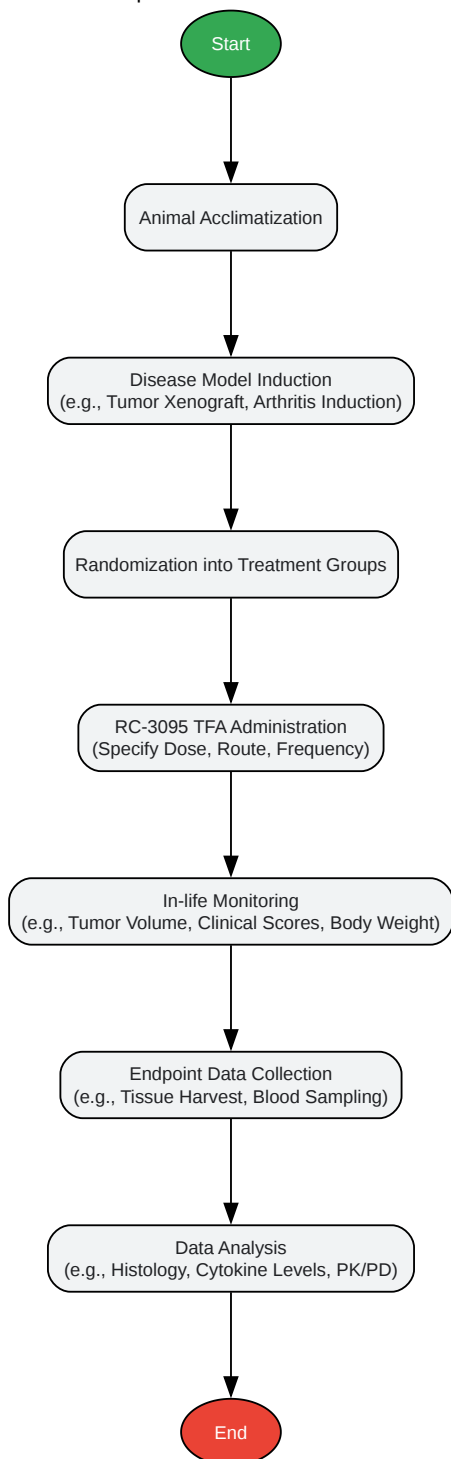 Start
Animal Acclimatization
Disease Model Induction
(e.g., Tumor Xenograft, Arthritis Induction)
Randomization into Treatment Groups
RC-3095 TFA Administration
(Specify Dose, Route, Frequency)
In-life Monitoring
(e.g., Tumor Volume, Clinical Scores, Body Weight)
Endpoint Data Collection
(e.g., Tissue Harvest, Blood Sampling)
Data Analysis
(e.g., Histology, Cytokine Levels, PK/PD)
End